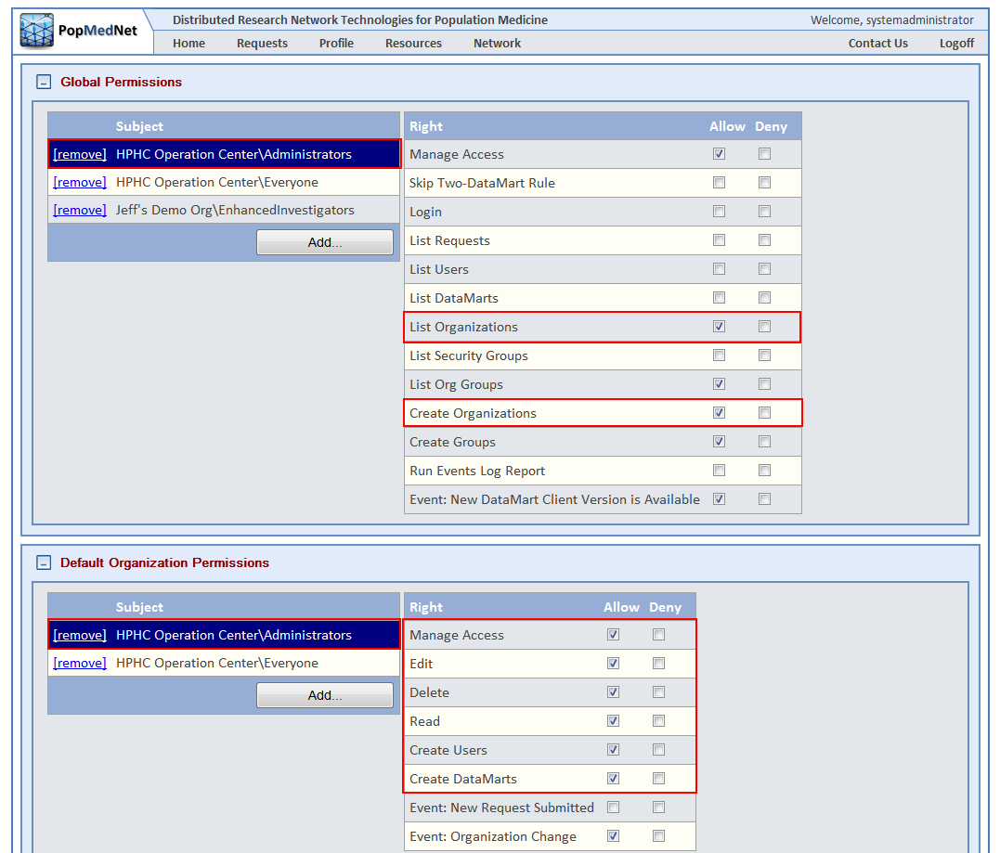 PopMedNet
Distributed Research Network Technologies for Population Medicine
Welcome, systemadministrator
Home Requests Profile Resources Network Contact Us Logoff
Global Permissions
Subject
[remove] HPHC Operation Center\Administrators
[remove] HPHC Operation Center\Everyone
[remove] Jeff's Demo Org\EnhancedInvestigators
Add...
Right Allow Deny
Manage Access
Skip Two-DataMart Rule
Login
List Requests
List Users
List DataMarts
List Organizations
List Security Groups
List Org Groups
Create Organizations
Create Groups
Run Events Log Report
Event: New DataMart Client Version is Available
Default Organization Permissions
Subject
[remove] HPHC Operation Center\Administrators
[remove] HPHC Operation Center\Everyone
Add...
Right Allow Deny
Manage Access
Edit
Delete
Read
Create Users
Create DataMarts
Event: New Request Submitted
Event: Organization Change